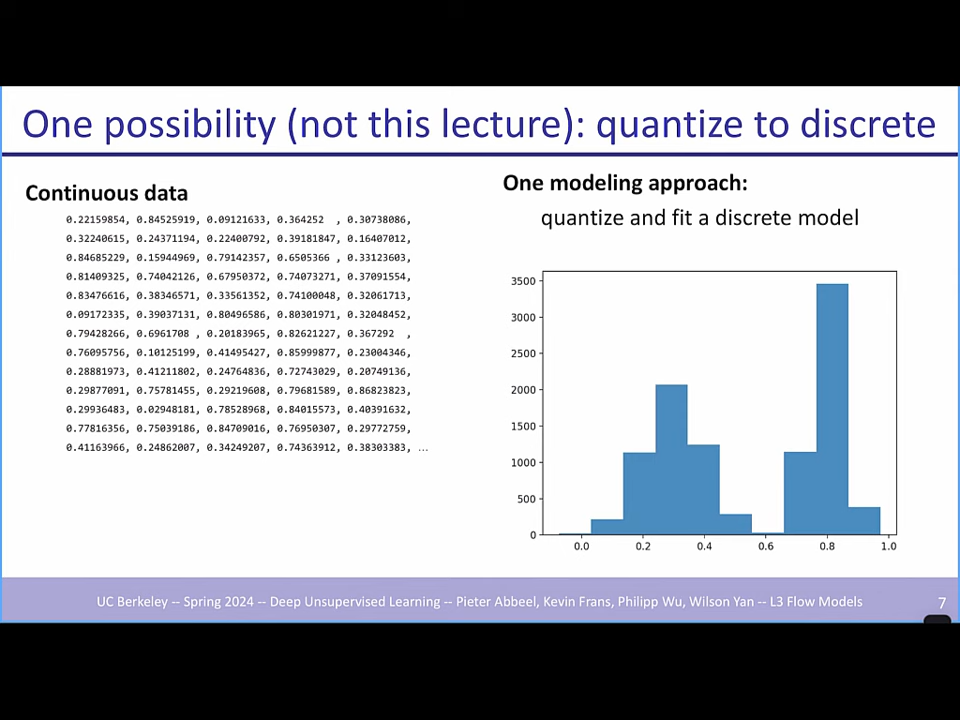 One possibility (not this lecture): quantize to discrete
Continuous data
0.22159854, 0.84525919, 0.09121633, 0.364252  , 0.30738086,
0.32240615, 0.24371194, 0.22400792, 0.39181847, 0.16407012,
0.84685229, 0.15944969, 0.79142357, 0.6505366 , 0.33123603,
0.81409325, 0.74042126, 0.67950372, 0.74073271, 0.37091554,
0.83476616, 0.38346571, 0.33561352, 0.74100048, 0.32061713,
0.09172335, 0.39037131, 0.80496586, 0.80301971, 0.32048452,
0.79428266, 0.6961708 , 0.20183965, 0.82621227, 0.367292  ,
0.76095756, 0.10125199, 0.41495427, 0.85999877, 0.23004346,
0.28881973, 0.41211802, 0.24764836, 0.72743029, 0.20749136,
0.29877091, 0.75781455, 0.29219608, 0.79681589, 0.86823823,
0.29936483, 0.02948181, 0.78528968, 0.84015573, 0.40391632,
0.77816356, 0.75039186, 0.84709016, 0.76950307, 0.29772759,
0.41163966, 0.24862007, 0.34249207, 0.74363912, 0.38303383, ...
One modeling approach:
quantize and fit a discrete model
3500
3000
2500
2000
1500
1000
500
0
0.0 0.2 0.4 0.6 0.8 1.0
UC Berkeley -- Spring 2024 -- Deep Unsupervised Learning -- Pieter Abbeel, Kevin Frans, Philipp Wu, Wilson Yan -- L3 Flow Models
7